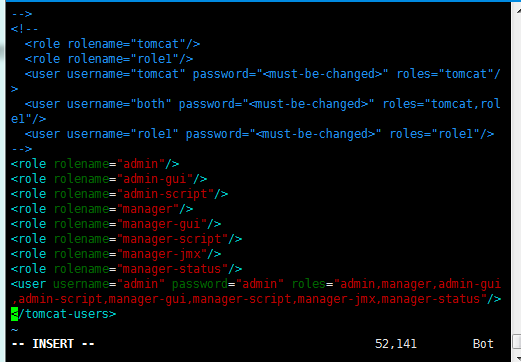 -->
<!--
  <role rolename="tomcat"/>
  <role rolename="role1"/>
  <user username="tomcat" password="<must-be-changed>" roles="tomcat"/
>
  <user username="both" password="<must-be-changed>" roles="tomcat,rol
e1"/>
  <user username="role1" password="<must-be-changed>" roles="role1"/>
-->
<role rolename="admin"/>
<role rolename="admin-gui"/>
<role rolename="admin-script"/>
<role rolename="manager"/>
<role rolename="manager-gui"/>
<role rolename="manager-script"/>
<role rolename="manager-jmx"/>
<role rolename="manager-status"/>
<user username="admin" password="admin" roles="admin,manager,admin-gui
,admin-script,manager-gui,manager-script,manager-jmx,manager-status"/>
</tomcat-users>
~
-- INSERT -- 52,141 Bot